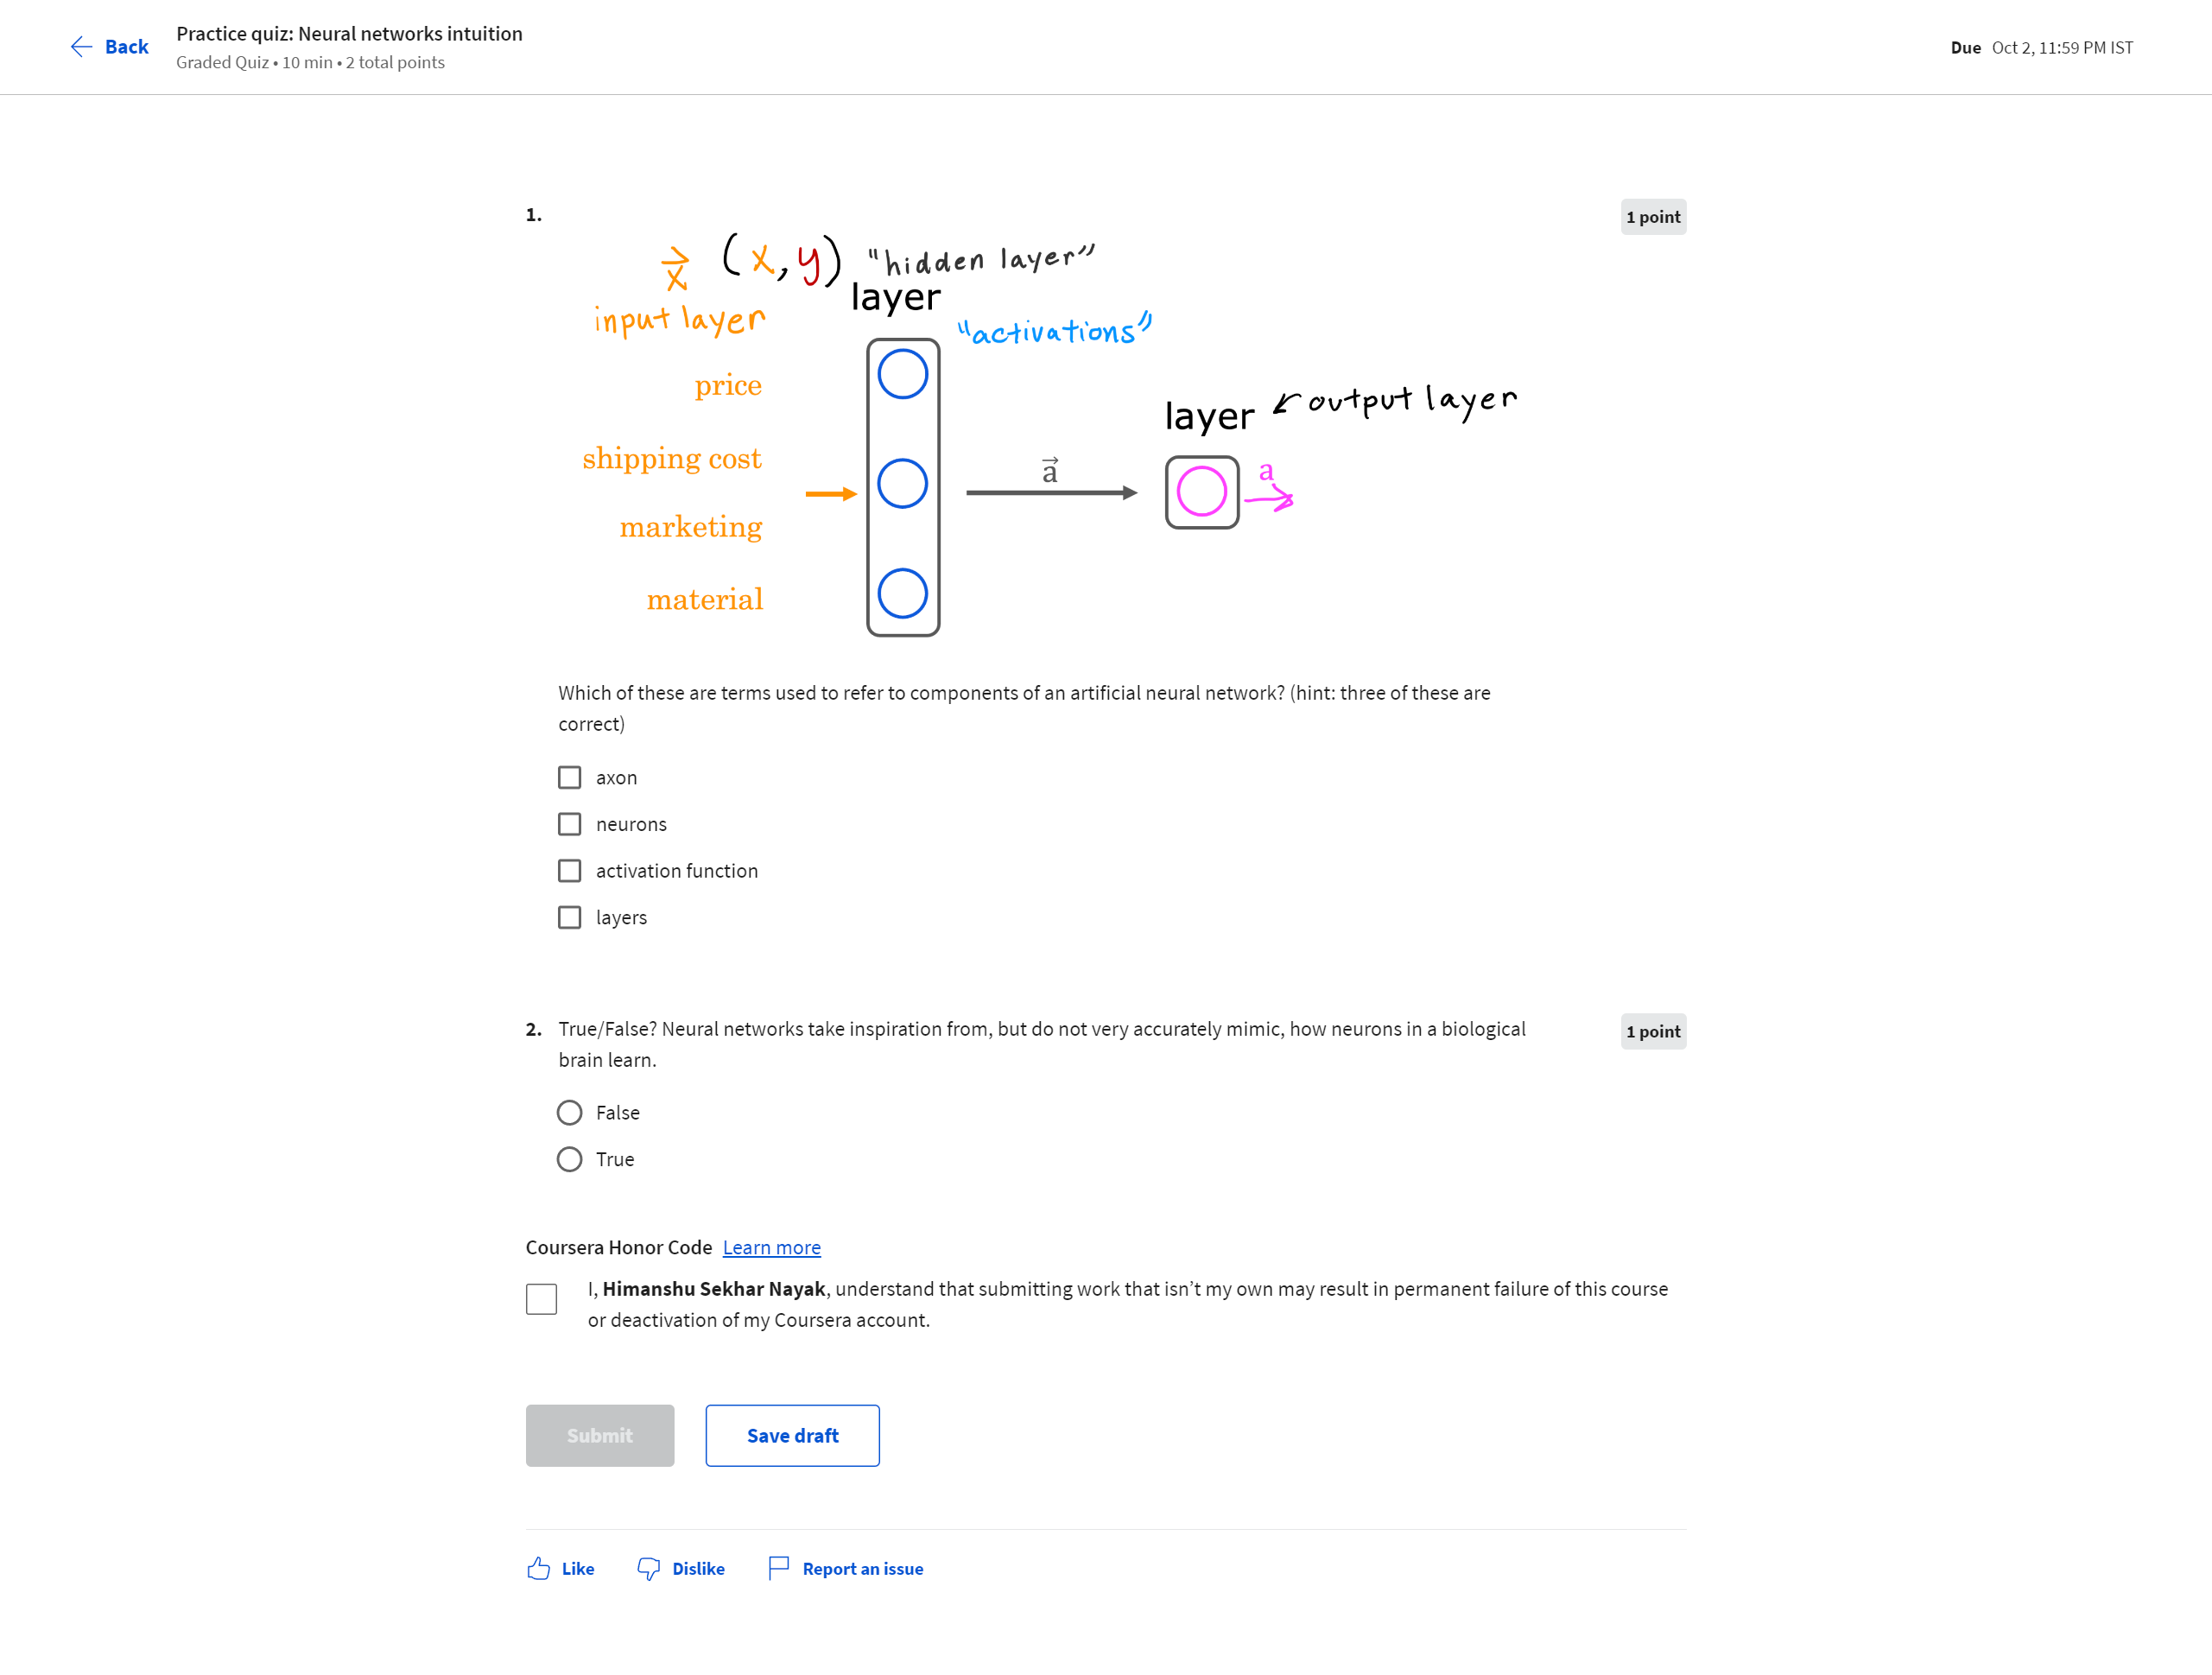 Back
Practice quiz: Neural networks intuition
Graded Quiz • 10 min • 2 total points
Due Oct 2, 11:59 PM IST
1.
1 point
x⃗ (x, y) "hidden layer"
layer
input layer
"activations"
price
layer output layer
shipping cost
a⃗
a
marketing
material
Which of these are terms used to refer to components of an artificial neural network? (hint: three of these are
correct)
axon
neurons
activation function
layers
2. True/False? Neural networks take inspiration from, but do not very accurately mimic, how neurons in a biological
brain learn.
1 point
False
True
Coursera Honor Code Learn more
I, Himanshu Sekhar Nayak, understand that submitting work that isn’t my own may result in permanent failure of this course
or deactivation of my Coursera account.
Submit
Save draft
Like
Dislike
Report an issue